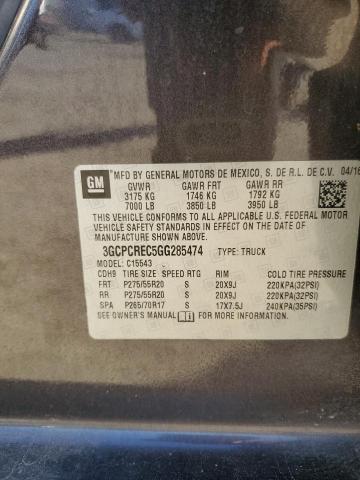 GM
MFD BY GENERAL MOTORS DE MEXICO, S. DE R.L. DE C.V. 04/16
GVWR GAWR FRT GAWR RR
3175 KG 1746 KG 1792 KG
7000 LB 3850 LB 3950 LB
THIS VEHICLE CONFORMS TO ALL APPLICABLE U.S. FEDERAL MOTOR
VEHICLE SAFETY STANDARDS IN EFFECT ON THE DATE OF
MANUFACTURE SHOWN ABOVE.
3GCPCREC5GG285474 TYPE: TRUCK
MODEL: C15543
CDH9 TIRE SIZE SPEED RTG RIM COLD TIRE PRESSURE
FRT P275/55R20 S 20X9J 220KPA(32PSI)
RR P275/55R20 S 20X9J 220KPA(32PSI)
SPA P265/70R17 S 17X7.5J 240KPA(35PSI)
SEE OWNER'S MANUAL FOR MORE INFORMATION.